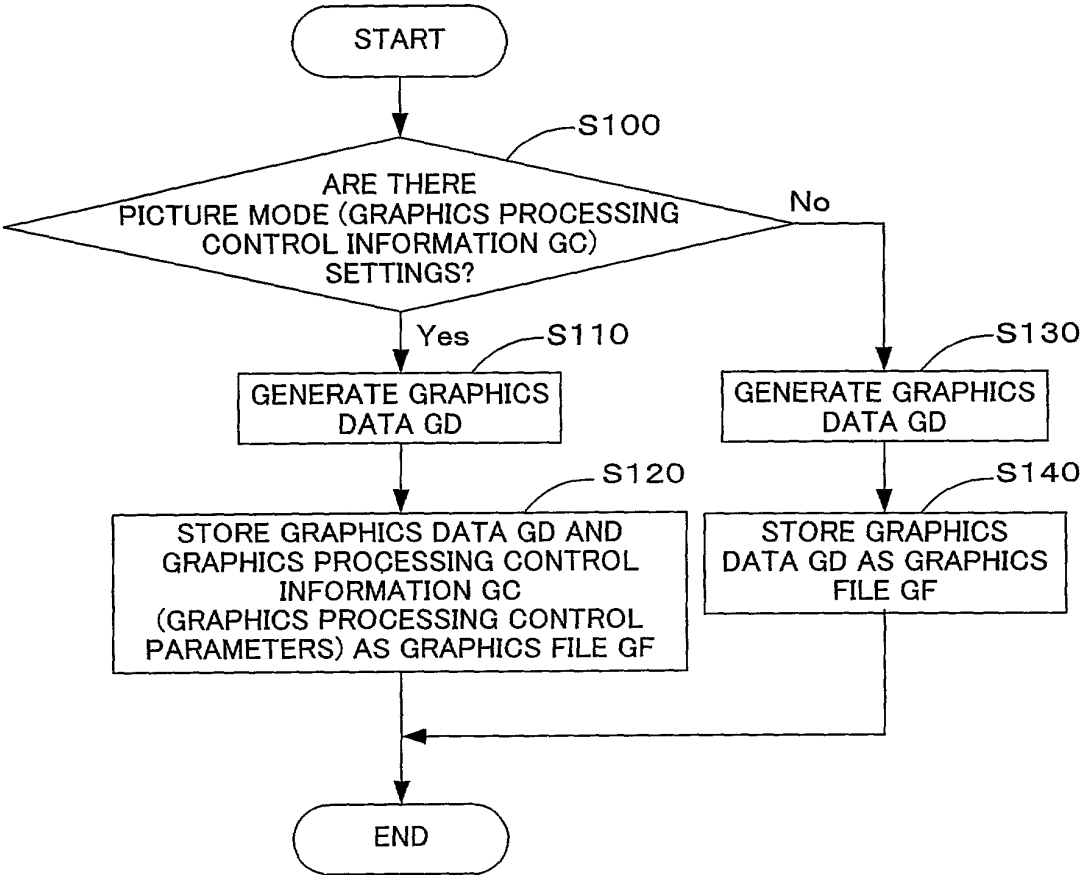 START
S100
ARE THERE
PICTURE MODE (GRAPHICS PROCESSING
CONTROL INFORMATION GC)
SETTINGS?
No
Yes
S110
GENERATE GRAPHICS
DATA GD
S130
GENERATE GRAPHICS
DATA GD
S120
STORE GRAPHICS DATA GD AND
GRAPHICS PROCESSING CONTROL
INFORMATION GC
(GRAPHICS PROCESSING CONTROL
PARAMETERS) AS GRAPHICS FILE GF
S140
STORE GRAPHICS
DATA GD AS GRAPHICS
FILE GF
END